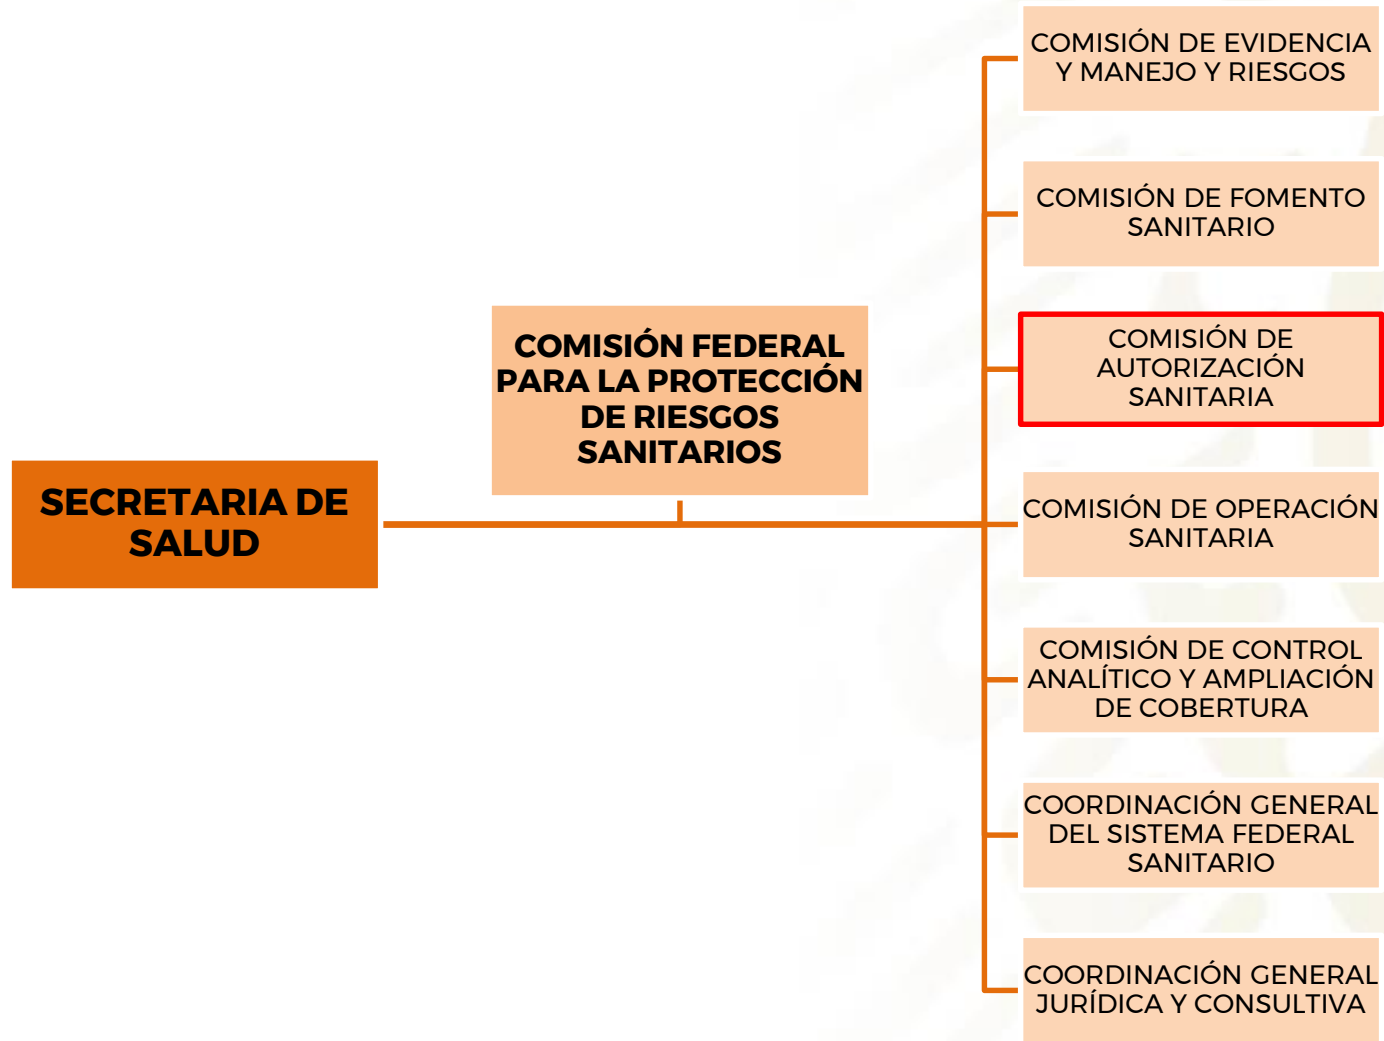 SECRETARIA DE
SALUD
COMISIÓN FEDERAL
PARA LA PROTECCIÓN
DE RIESGOS
SANITARIOS
COMISIÓN DE EVIDENCIA
Y MANEJO Y RIESGOS
COMISIÓN DE FOMENTO
SANITARIO
COMISIÓN DE
AUTORIZACIÓN
SANITARIA
COMISIÓN DE OPERACIÓN
SANITARIA
COMISIÓN DE CONTROL
ANALÍTICO Y AMPLIACIÓN
DE COBERTURA
COORDINACIÓN GENERAL
DEL SISTEMA FEDERAL
SANITARIO
COORDINACIÓN GENERAL
JURÍDICA Y CONSULTIVA